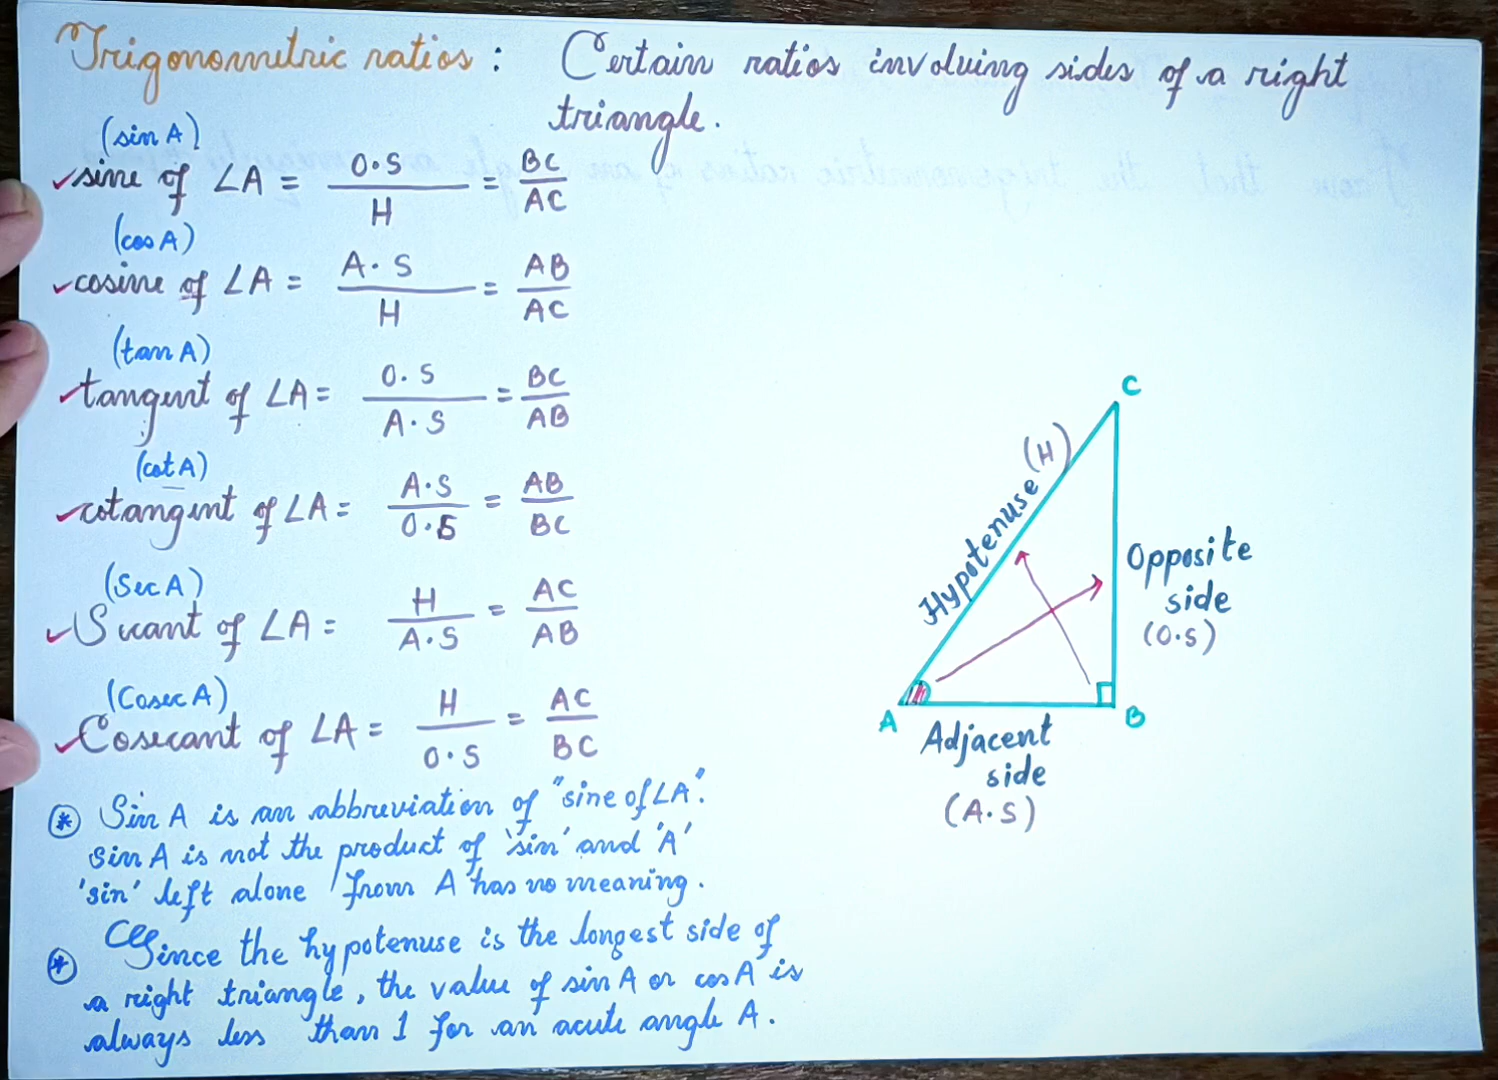 Trigonometric ratios : Certain ratios involving sides of a right
triangle.
(sin A)
✓sine of ∠A = O.S / H = BC / AC
(cos A)
✓cosine of ∠A = A.S / H = AB / AC
(tan A)
✓tangent of ∠A = O.S / A.S = BC / AB
(cot A)
✓cotangent of ∠A = A.S / O.S = AB / BC
(Sec A)
✓Secant of ∠A = H / A.S = AC / AB
(Cosec A)
✓Cosecant of ∠A = H / O.S = AC / BC
C
Hypotenuse (H)
Opposite
side
(O.S)
A
B
Adjacent
side
(A.S)
* Sin A is an abbreviation of "sine of ∠A".
Sin A is not the product of 'sin' and 'A'
'sin' left alone from A has no meaning.
* Since the hypotenuse is the longest side of
a right triangle, the value of sin A or cos A is
always less than 1 for an acute angle A.